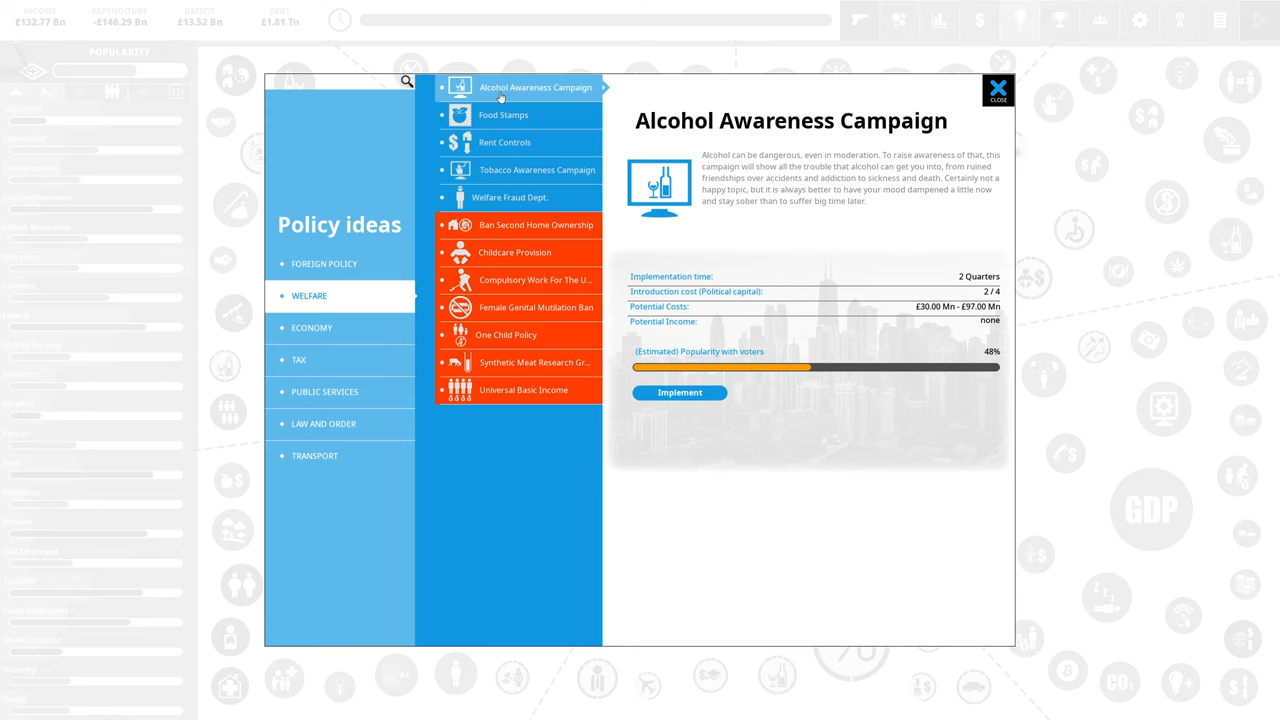 INCOME EXPENDITURE DEFICIT DEBT
£132.77 Bn -£146.29 Bn £13.52 Bn £1.81 Tn
POPULARITY
Policy ideas
FOREIGN POLICY
WELFARE
ECONOMY
TAX
PUBLIC SERVICES
LAW AND ORDER
TRANSPORT
Alcohol Awareness Campaign
Food Stamps
Rent Controls
Tobacco Awareness Campaign
Welfare Fraud Dept.
Ban Second Home Ownership
Childcare Provision
Compulsory Work For The U...
Female Genital Mutilation Ban
One Child Policy
Synthetic Meat Research Gr...
Universal Basic Income
CLOSE
Alcohol Awareness Campaign
Alcohol can be dangerous, even in moderation. To raise awareness of that, this
campaign will show all the trouble that alcohol can get you into, from ruined
friendships over accidents and addiction to sickness and death. Certainly not a
happy topic, but it is always better to have your mood dampened a little now
and stay sober than to suffer big time later.
Implementation time: 2 Quarters
Introduction cost (Political capital): 2 / 4
Potential Costs: £30.00 Mn - £97.00 Mn
Potential Income: none
(Estimated) Popularity with voters 48%
Implement
GDP
CO₂